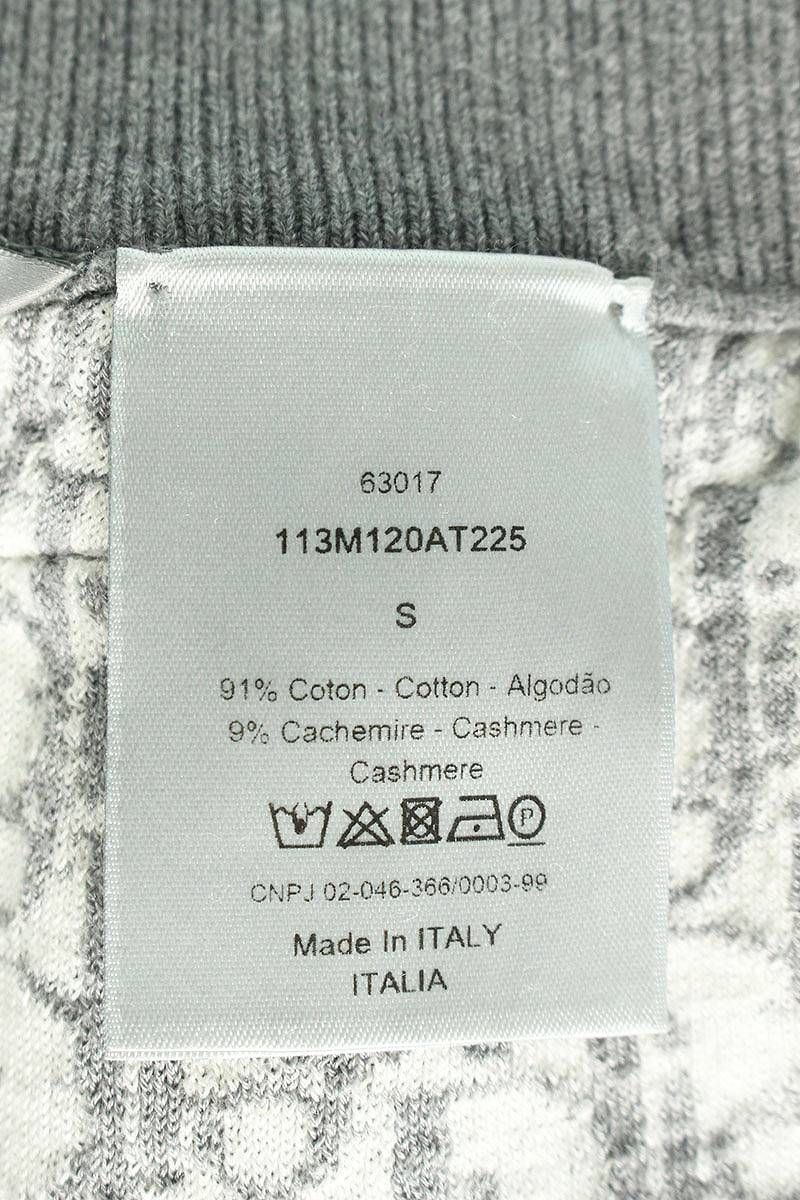 63017
113M120AT225
S
91% Coton - Cotton - Algodão
9% Cachemire - Cashmere -
Cashmere
P
CNPJ 02-046-366/0003-99
Made In ITALY
ITALIA